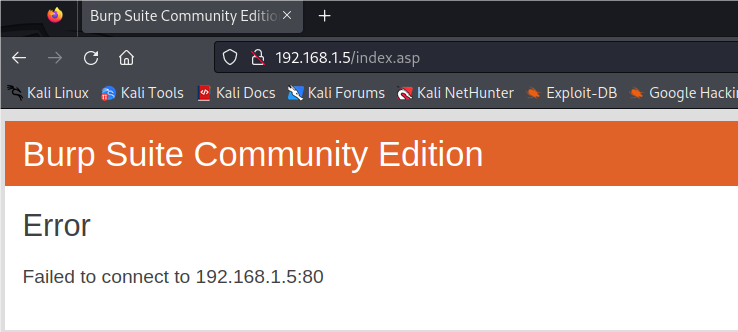 Burp Suite Community Editio
192.168.1.5/index.asp
Kali Linux Kali Tools Kali Docs Kali Forums Kali NetHunter Exploit-DB Google Hackin
Burp Suite Community Edition
Error
Failed to connect to 192.168.1.5:80